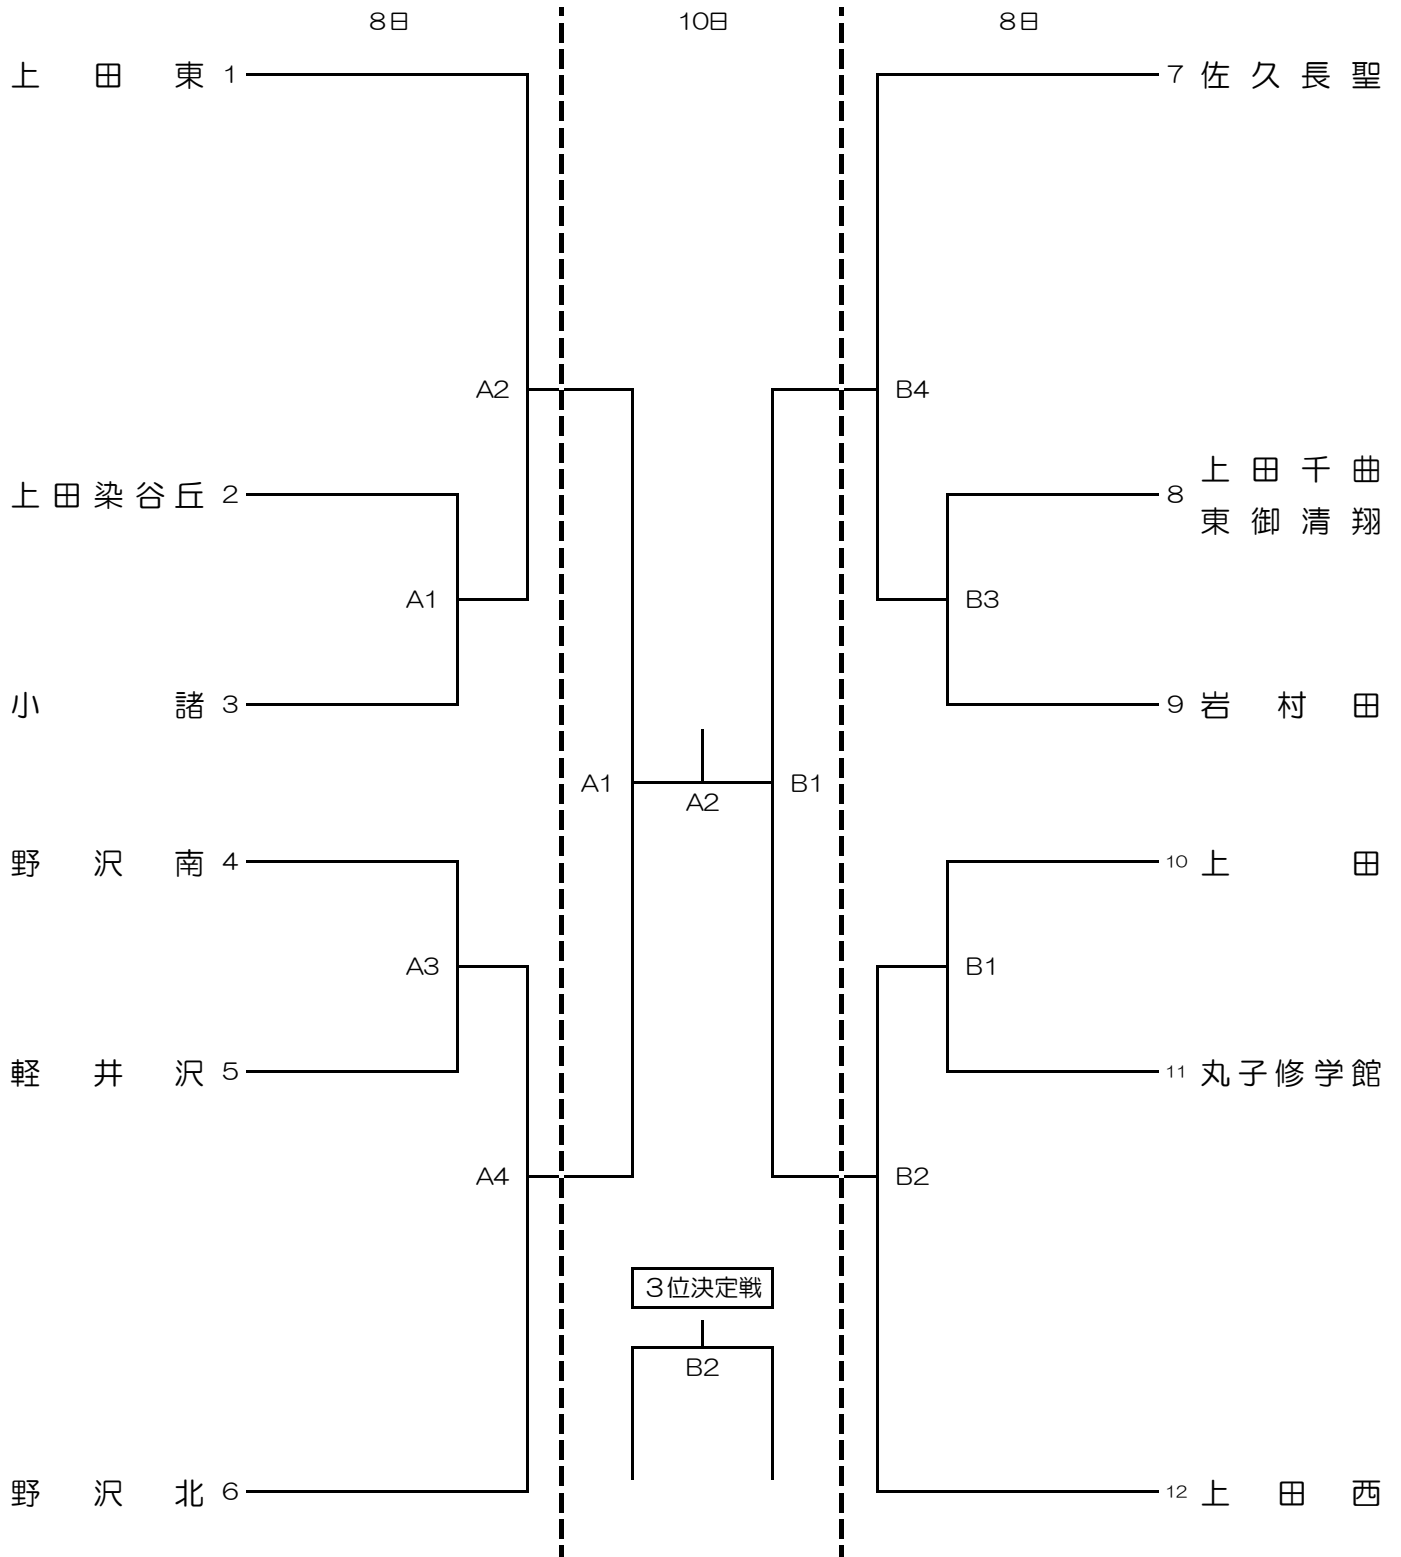 8日 10日 8日
上田東 1
7 佐久長聖
A2
B4
上田染谷丘 2
8 上田千曲
東御清翔
A1
B3
小諸 3
9 岩村田
A1
A2
B1
野沢南 4
10 上田
A3
B1
軽井沢 5
11 丸子修学館
A4
B2
3位決定戦
B2
野沢北 6
12 上田西